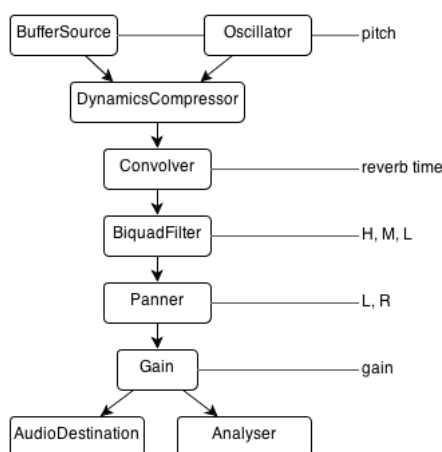 BufferSource
Oscillator
pitch
DynamicsCompressor
Convolver
reverb time
BiquadFilter
H, M, L
Panner
L, R
Gain
gain
AudioDestination
Analyser